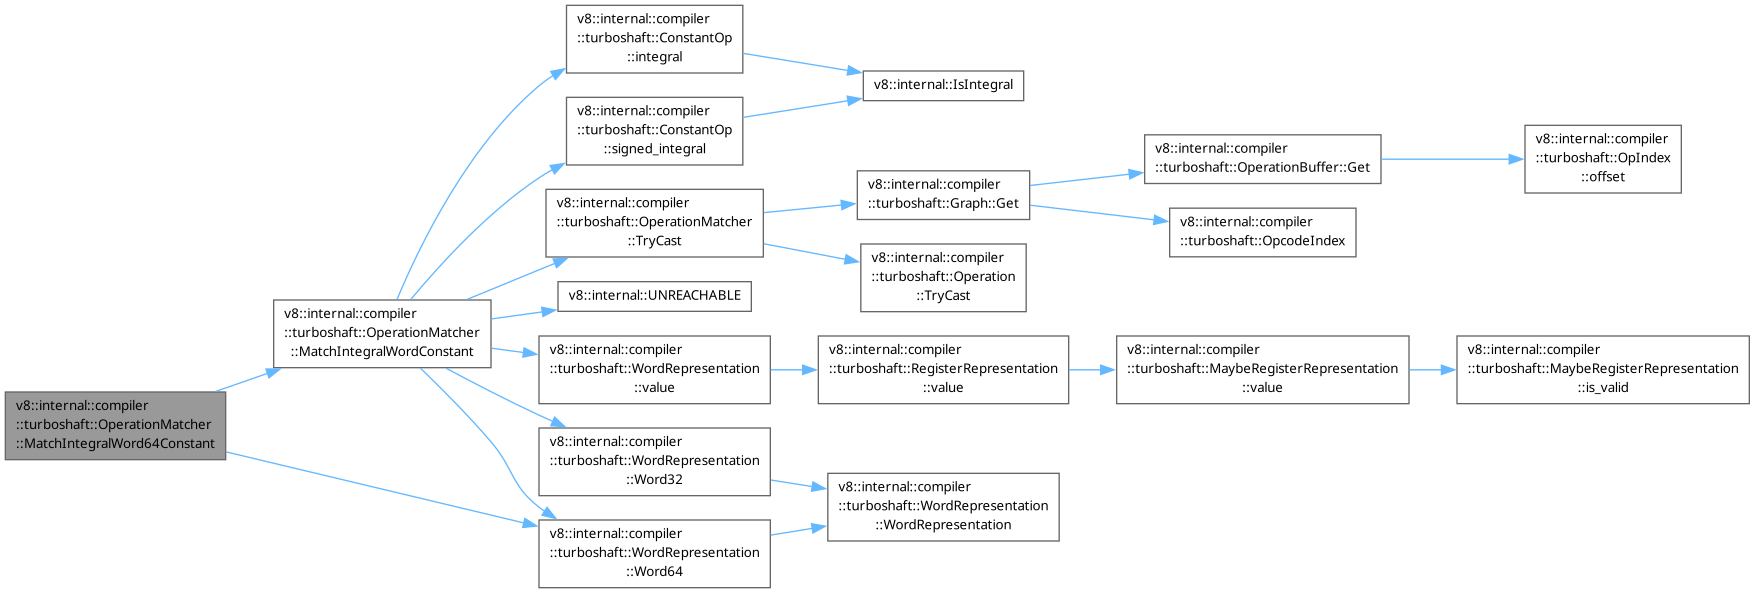 v8::internal::compiler
::turboshaft::OperationMatcher
::MatchIntegralWord64Constant
v8::internal::compiler
::turboshaft::OperationMatcher
::MatchIntegralWordConstant
v8::internal::compiler
::turboshaft::ConstantOp
::integral
v8::internal::compiler
::turboshaft::ConstantOp
::signed_integral
v8::internal::compiler
::turboshaft::OperationMatcher
::TryCast
v8::internal::UNREACHABLE
v8::internal::compiler
::turboshaft::WordRepresentation
::value
v8::internal::compiler
::turboshaft::WordRepresentation
::Word32
v8::internal::compiler
::turboshaft::WordRepresentation
::Word64
v8::internal::IsIntegral
v8::internal::compiler
::turboshaft::Graph::Get
v8::internal::compiler
::turboshaft::Operation
::TryCast
v8::internal::compiler
::turboshaft::RegisterRepresentation
::value
v8::internal::compiler
::turboshaft::WordRepresentation
::WordRepresentation
v8::internal::compiler
::turboshaft::OperationBuffer::Get
v8::internal::compiler
::turboshaft::OpcodeIndex
v8::internal::compiler
::turboshaft::MaybeRegisterRepresentation
::value
v8::internal::compiler
::turboshaft::OpIndex
::offset
v8::internal::compiler
::turboshaft::MaybeRegisterRepresentation
::is_valid